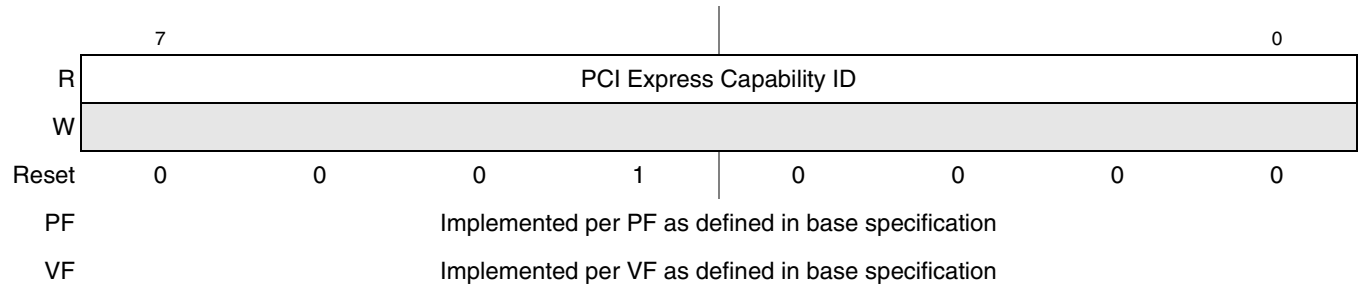 7 0
R PCI Express Capability ID
W
Reset 0 0 0 1 0 0 0 0
PF Implemented per PF as defined in base specification
VF Implemented per VF as defined in base specification